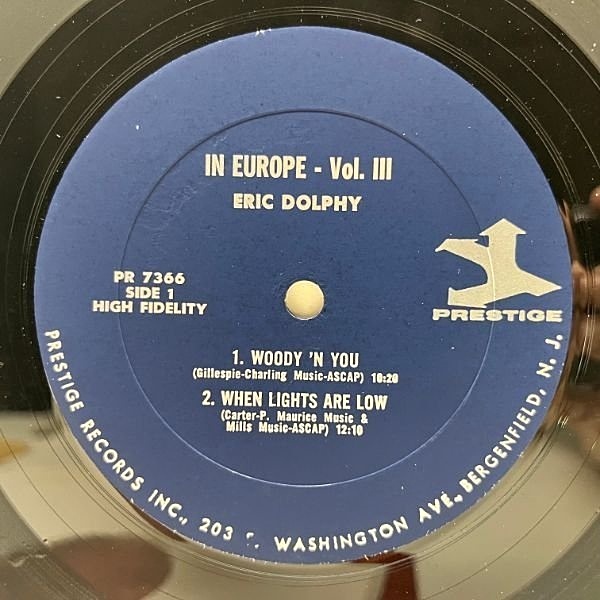 IN EUROPE - Vol. III
ERIC DOLPHY
PR 7366
SIDE 1
HIGH FIDELITY
PRESTIGE
1. WOODY 'N YOU
(Gillespie-Charling Music-ASCAP) 10:20
2. WHEN LIGHTS ARE LOW
(Carter-P. Maurice Music &
Mills Music-ASCAP) 12:10
PRESTIGE RECORDS INC., 203 WASHINGTON AVE., BERGENFIELD, N. J.